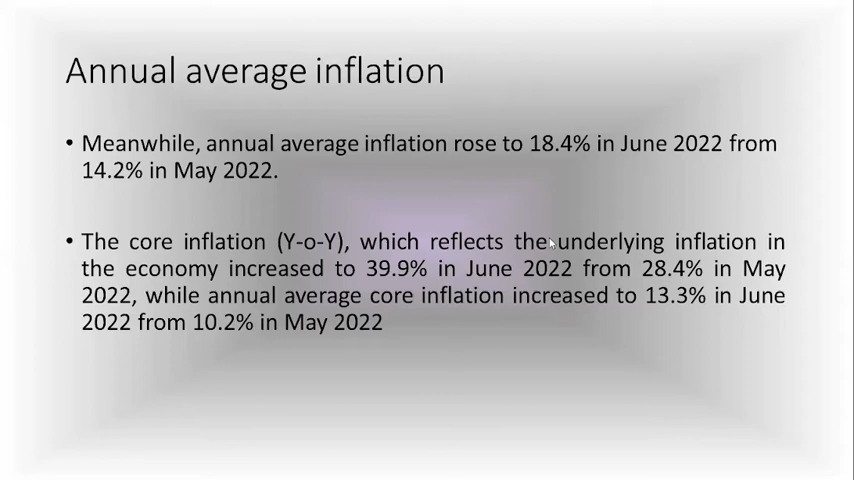 Annual average inflation
• Meanwhile, annual average inflation rose to 18.4% in June 2022 from
14.2% in May 2022.
• The core inflation (Y-o-Y), which reflects the underlying inflation in
the economy increased to 39.9% in June 2022 from 28.4% in May
2022, while annual average core inflation increased to 13.3% in June
2022 from 10.2% in May 2022